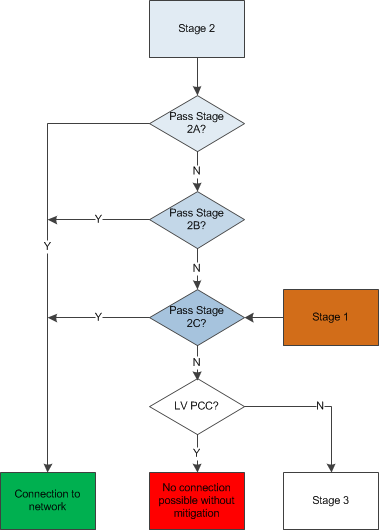 Stage 2
Pass Stage
2A?
N
Pass Stage
2B?
Y
Y
N
Pass Stage
2C?
Y
Stage 1
N
LV PCC?
N
Y
Connection to
network
No connection
possible without
mitigation
Stage 3